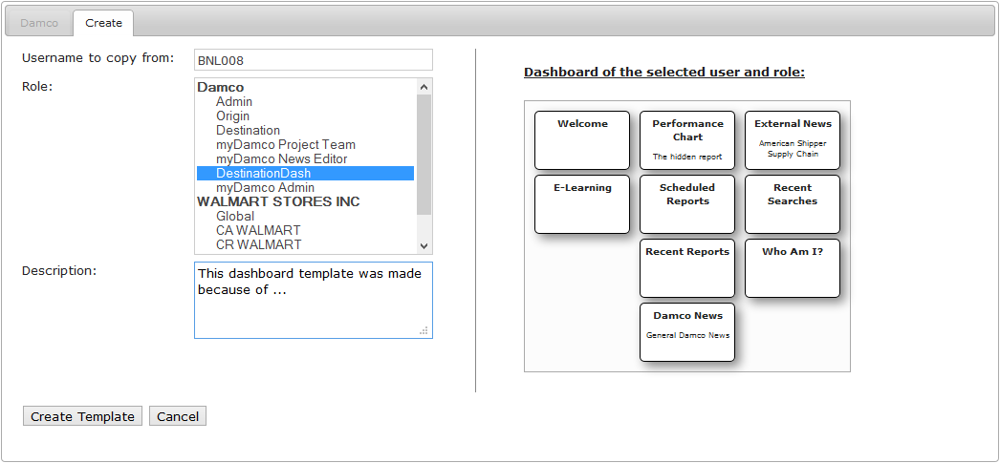 Damco
Create
Username to copy from:
BNL008
Role:
Damco
Admin
Origin
Destination
myDamco Project Team
myDamco News Editor
DestinationDash
myDamco Admin
WALMART STORES INC
Global
CA WALMART
CR WALMART
Description:
This dashboard template was made
because of ...
Create Template
Cancel
Dashboard of the selected user and role:
Welcome
Performance
Chart
The hidden report
External News
American Shipper
Supply Chain
E-Learning
Scheduled
Reports
Recent
Searches
Recent Reports
Who Am I?
Damco News
General Damco News